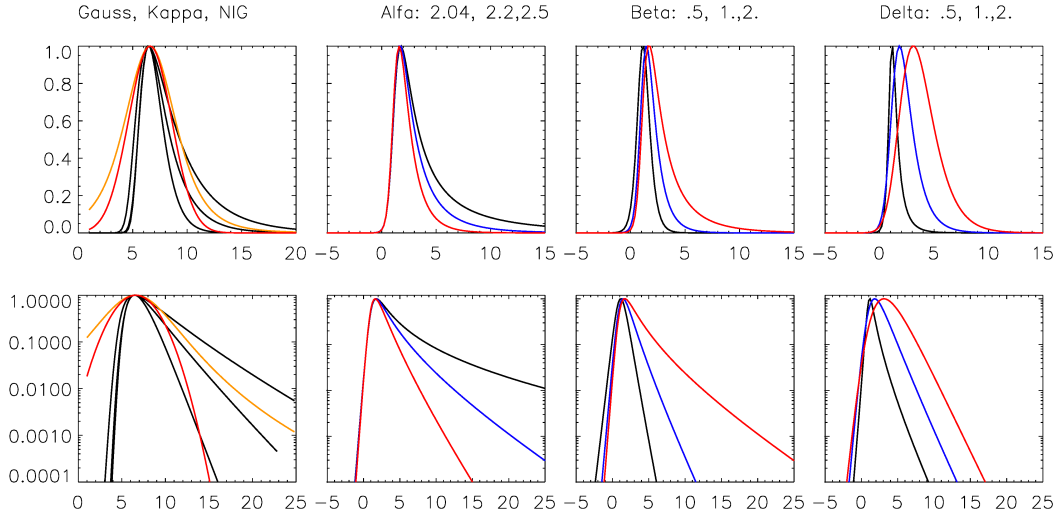 Gauss, Kappa, NIG
Alfa: 2.04, 2.2,2.5
Beta: .5, 1.,2.
Delta: .5, 1.,2.
1.0
0.8
0.6
0.4
0.2
0.0
0 5 10 15 20
-5 0 5 10 15
-5 0 5 10 15
-5 0 5 10 15
1.0000
0.1000
0.0100
0.0010
0.0001
0 5 10 15 20 25
-5 0 5 10 15 20 25
-5 0 5 10 15 20 25
-5 0 5 10 15 20 25